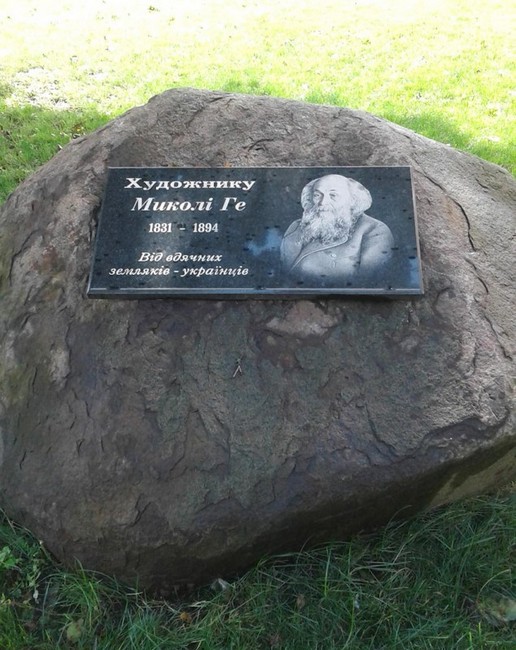 Художнику
Миколі Ге
1831 - 1894
Від вдячних
земляків - українців